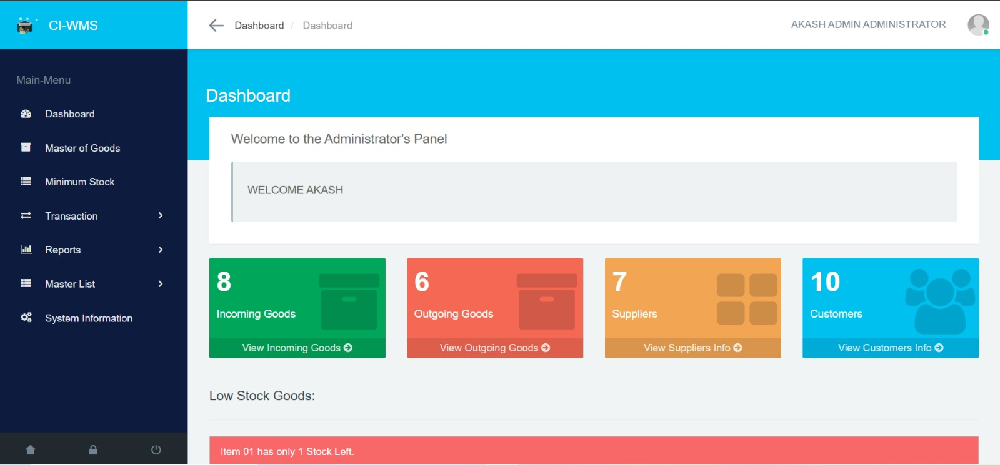 CI-WMS
Dashboard / Dashboard
AKASH ADMIN ADMINISTRATOR
Main-Menu
Dashboard
Master of Goods
Minimum Stock
Transaction
Reports
Master List
System Information
Dashboard
Welcome to the Administrator's Panel
WELCOME AKASH
8
Incoming Goods
View Incoming Goods
6
Outgoing Goods
View Outgoing Goods
7
Suppliers
View Suppliers Info
10
Customers
View Customers Info
Low Stock Goods:
Item 01 has only 1 Stock Left.